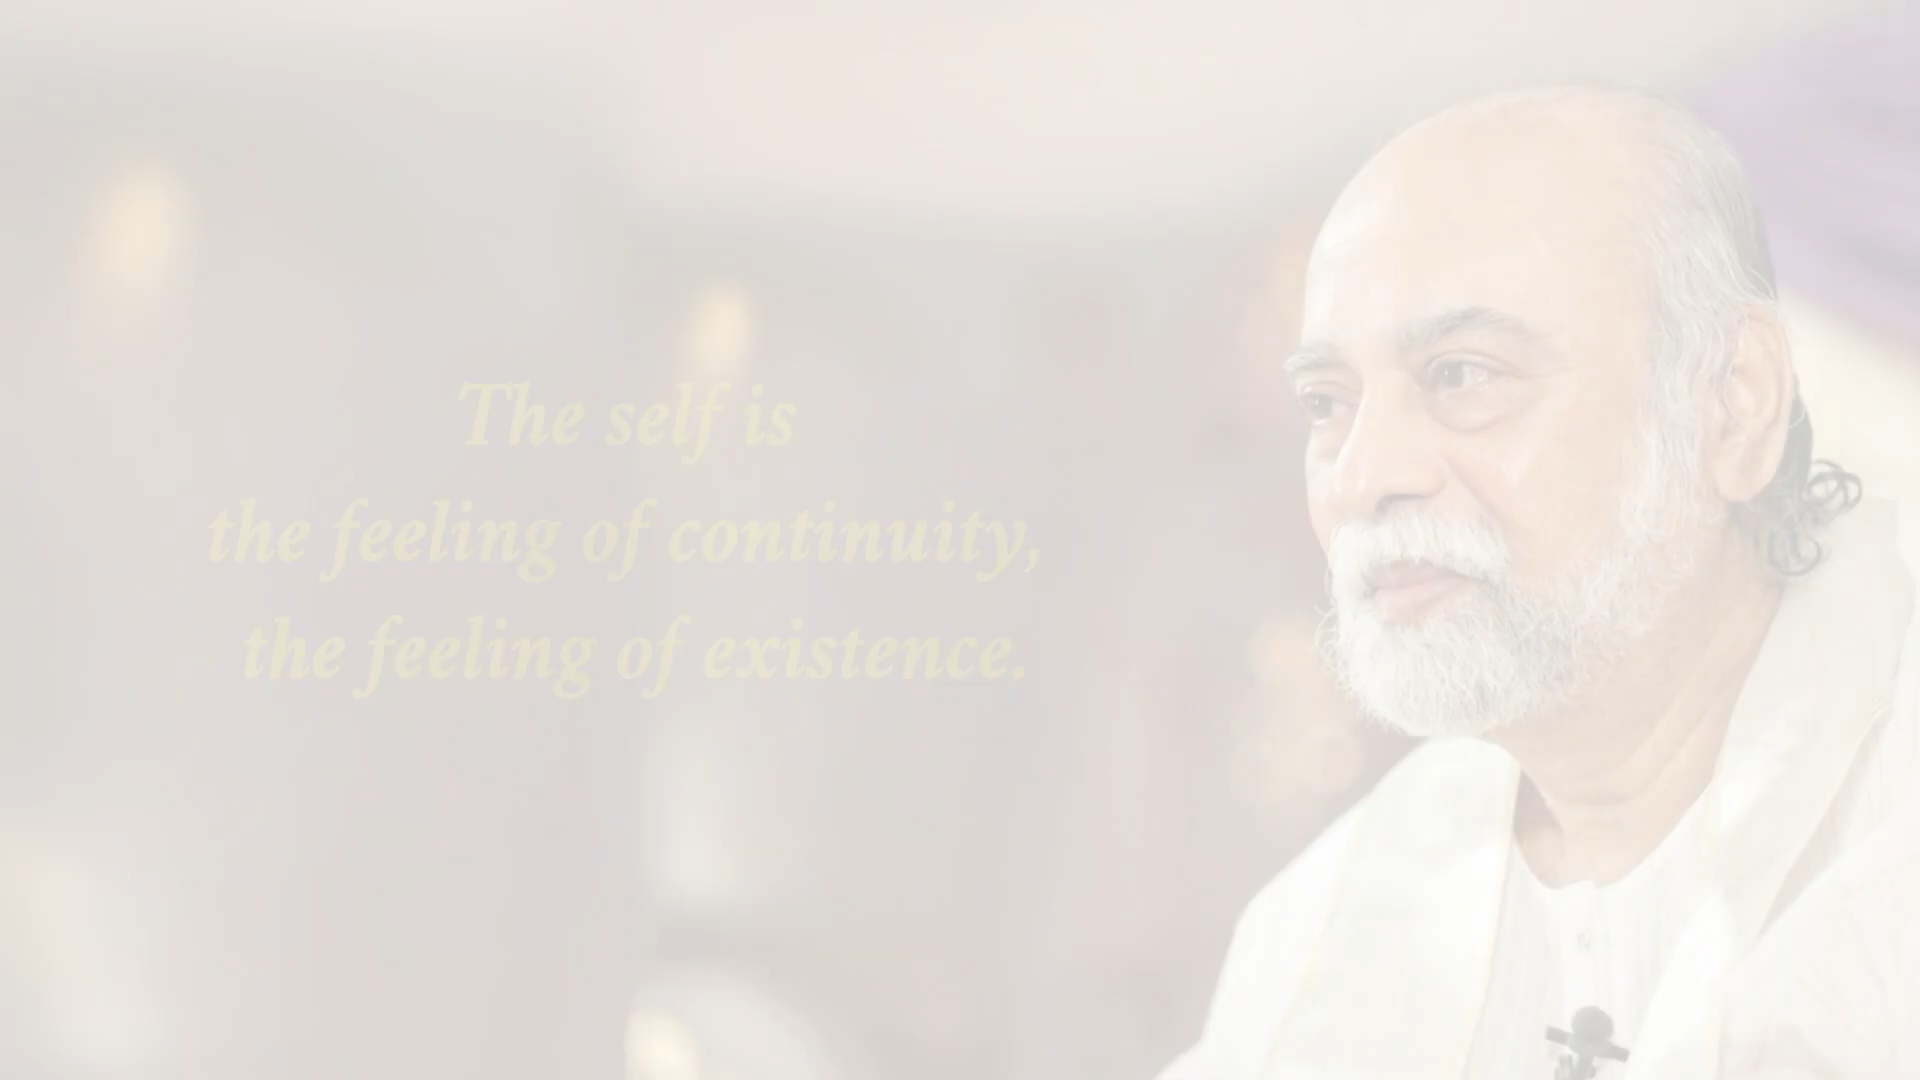 The self is
the feeling of continuity,
the feeling of existence.